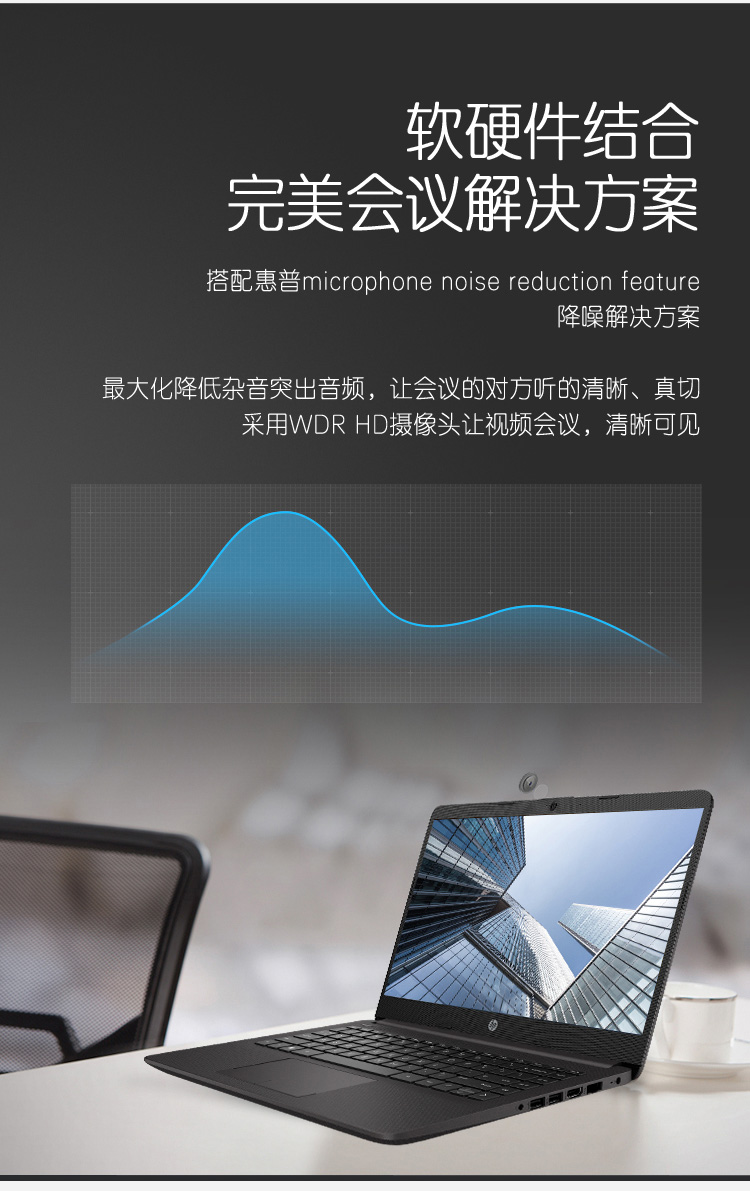 软硬件结合
完美会议解决方案
搭配惠普microphone noise reduction feature
降噪解决方案
最大化降低杂音突出音频，让会议的对方听的清晰、真切
采用WDR HD摄像头让视频会议，清晰可见
hp